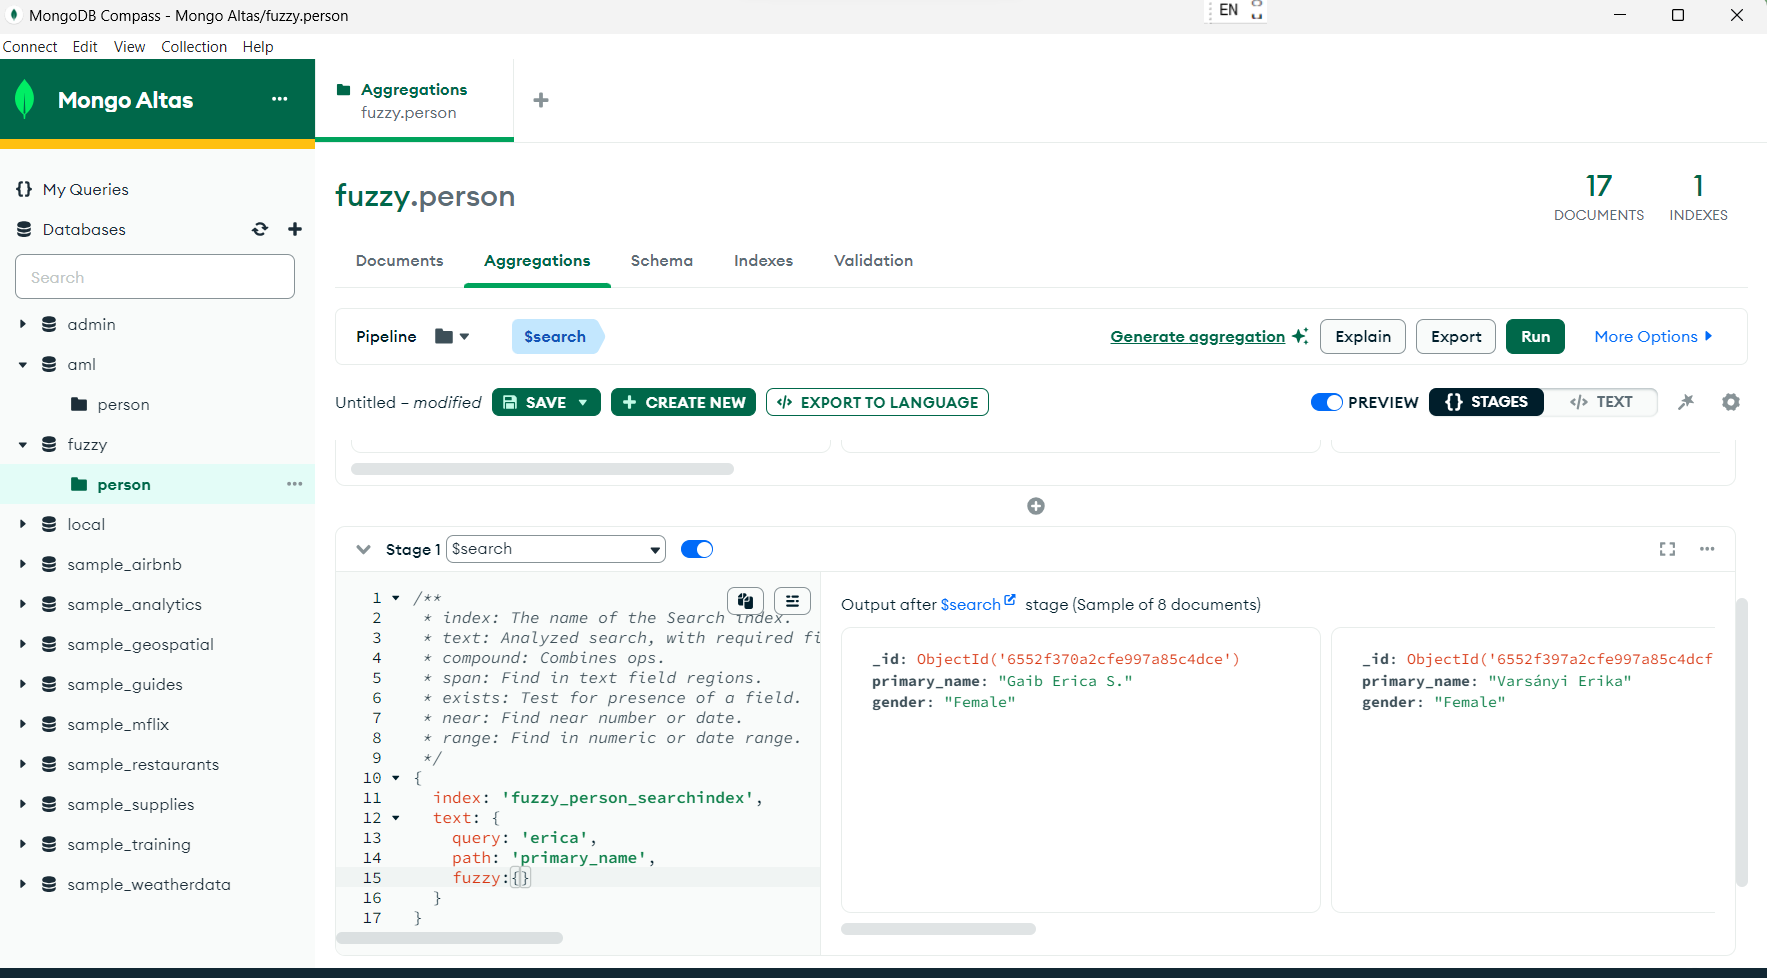 MongoDB Compass - Mongo Altas/fuzzy.person
EN
Connect Edit View Collection Help
Mongo Altas
Aggregations
fuzzy.person
My Queries
Databases
Search
admin
aml
person
fuzzy
person
local
sample_airbnb
sample_analytics
sample_geospatial
sample_guides
sample_mflix
sample_restaurants
sample_supplies
sample_training
sample_weatherdata
fuzzy.person
17
DOCUMENTS
1
INDEXES
Documents Aggregations Schema Indexes Validation
Pipeline $search Generate aggregation Explain Export Run More Options
Untitled – modified SAVE CREATE NEW EXPORT TO LANGUAGE PREVIEW {} STAGES </> TEXT
Stage 1 $search
1 /**
2 * index: The name of the Search index.
3 * text: Analyzed search, with required fi
4 * compound: Combines ops.
5 * span: Find in text field regions.
6 * exists: Test for presence of a field.
7 * near: Find near number or date.
8 * range: Find in numeric or date range.
9 */
10 {
11 index: 'fuzzy_person_searchindex',
12 text: {
13 query: 'erica',
14 path: 'primary_name',
15 fuzzy:{}
16 }
17 }
Output after $search stage (Sample of 8 documents)
_id: ObjectId('6552f370a2cfe997a85c4dce')
primary_name: "Gaib Erica S."
gender: "Female"
_id: ObjectId('6552f397a2cfe997a85c4dcf
primary_name: "Varsányi Erika"
gender: "Female"